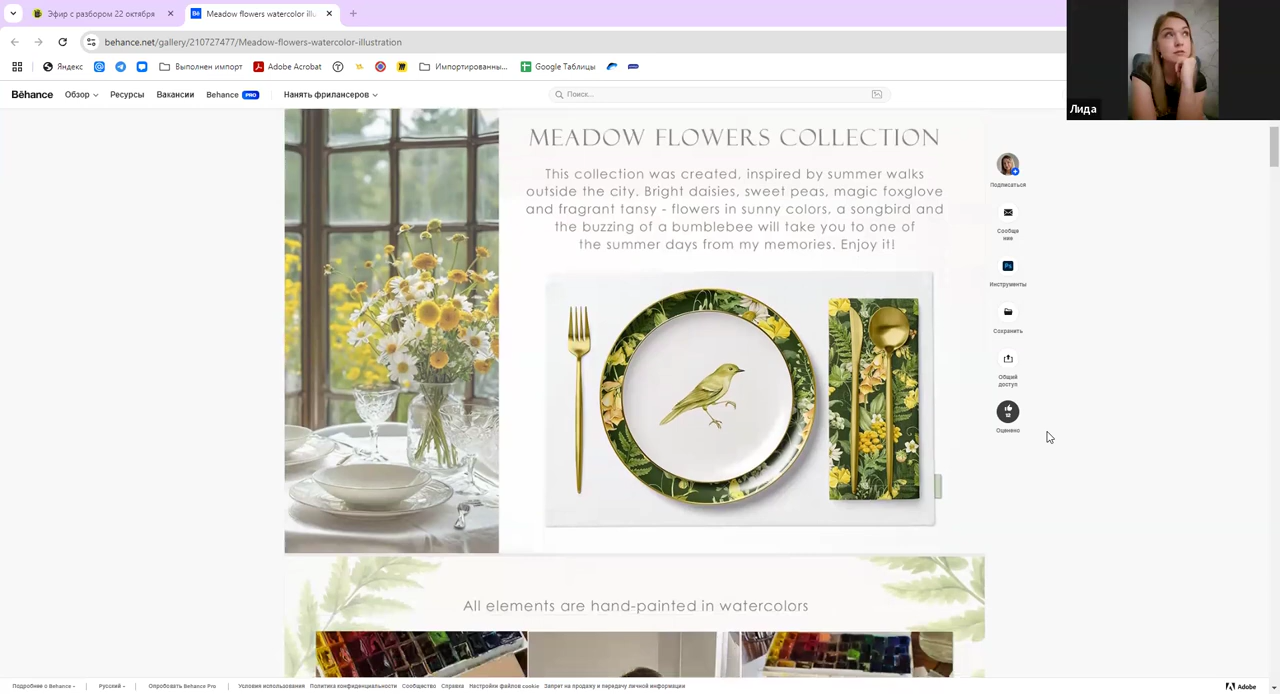 Эфир с разбором 22 октября
Meadow flowers watercolor illu
behance.net/gallery/210727477/Meadow-flowers-watercolor-illustration
Яндекс
Выполнен импорт
Adobe Acrobat
Импортированны...
Google Таблицы
Лида
Bēhance
Обзор
Ресурсы
Вакансии
Behance PRO
Нанять фрилансеров
Поиск...
MEADOW FLOWERS COLLECTION
This collection was created, inspired by summer walks
outside the city. Bright daisies, sweet peas, magic foxglove
and fragrant tansy - flowers in sunny colors, a songbird and
the buzzing of a bumblebee will take you to one of
the summer days from my memories. Enjoy it!
Подписаться
Сообще
ние
Ps
Инструменты
Сохранить
Общий
доступ
12
Оценено
All elements are hand-painted in watercolors
Подробнее о Behance
Русский
Опробовать Behance Pro
Условия использования
Политика конфиденциальности
Сообщество
Справка
Настройки файлов cookie
Запрет на продажу и передачу личной информации
Adobe